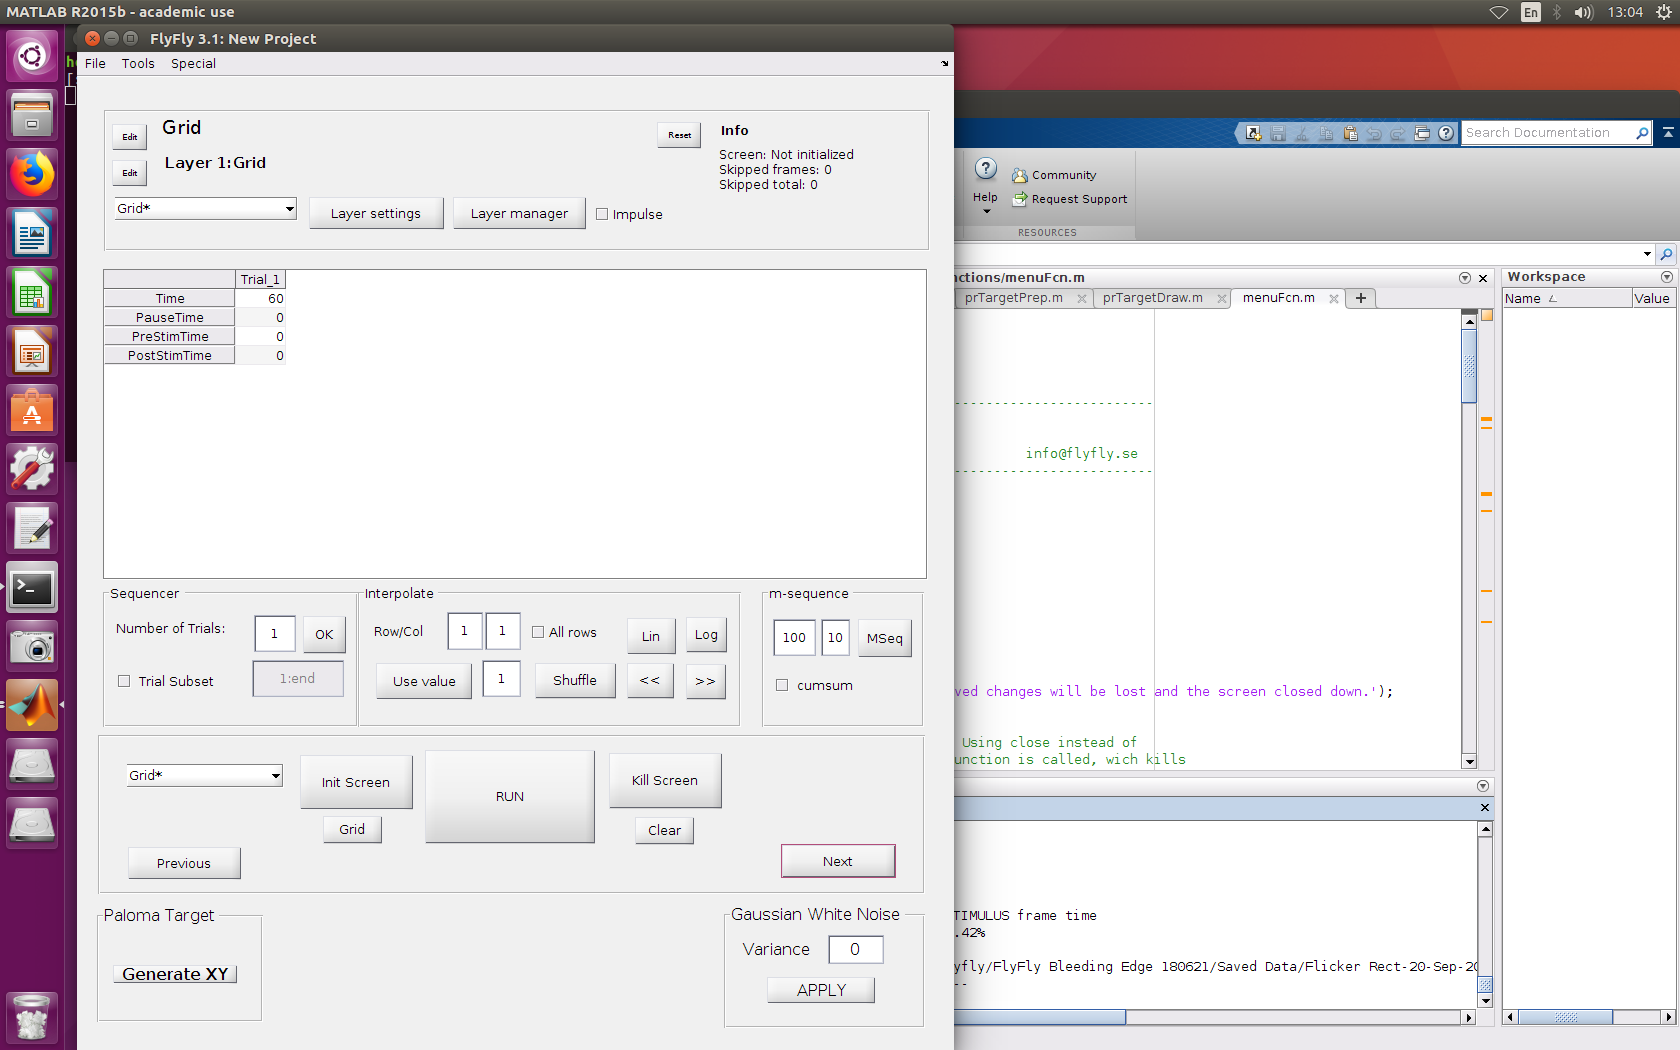 MATLAB R2015b - academic use
En
13:04
FlyFly 3.1: New Project
File Tools Special
Edit
Grid
Reset
Info
Edit
Layer 1:Grid
Screen: Not initialized
Skipped frames: 0
Skipped total: 0
Grid*
Layer settings
Layer manager
Impulse
Trial_1
Time 60
PauseTime 0
PreStimTime 0
PostStimTime 0
Sequencer
Number of Trials:
1
OK
Trial Subset
1:end
Interpolate
Row/Col
1
1
All rows
Lin
Log
Use value
1
Shuffle
<<
>>
m-sequence
100
10
MSeq
cumsum
Grid*
Init Screen
RUN
Kill Screen
Grid
Clear
Previous
Next
Paloma Target
Generate XY
Gaussian White Noise
Variance
0
APPLY
Search Documentation
Help
Community
Request Support
RESOURCES
nctions/menuFcn.m
prTargetPrep.m
prTargetDraw.m
menuFcn.m
Workspace
Name
Value
------------------------
info@flyfly.se
------------------------
ved changes will be lost and the screen closed down.');
Using close instead of
unction is called, wich kills
TIMULUS frame time
.42%
yfly/FlyFly Bleeding Edge 180621/Saved Data/Flicker Rect-20-Sep-20
--